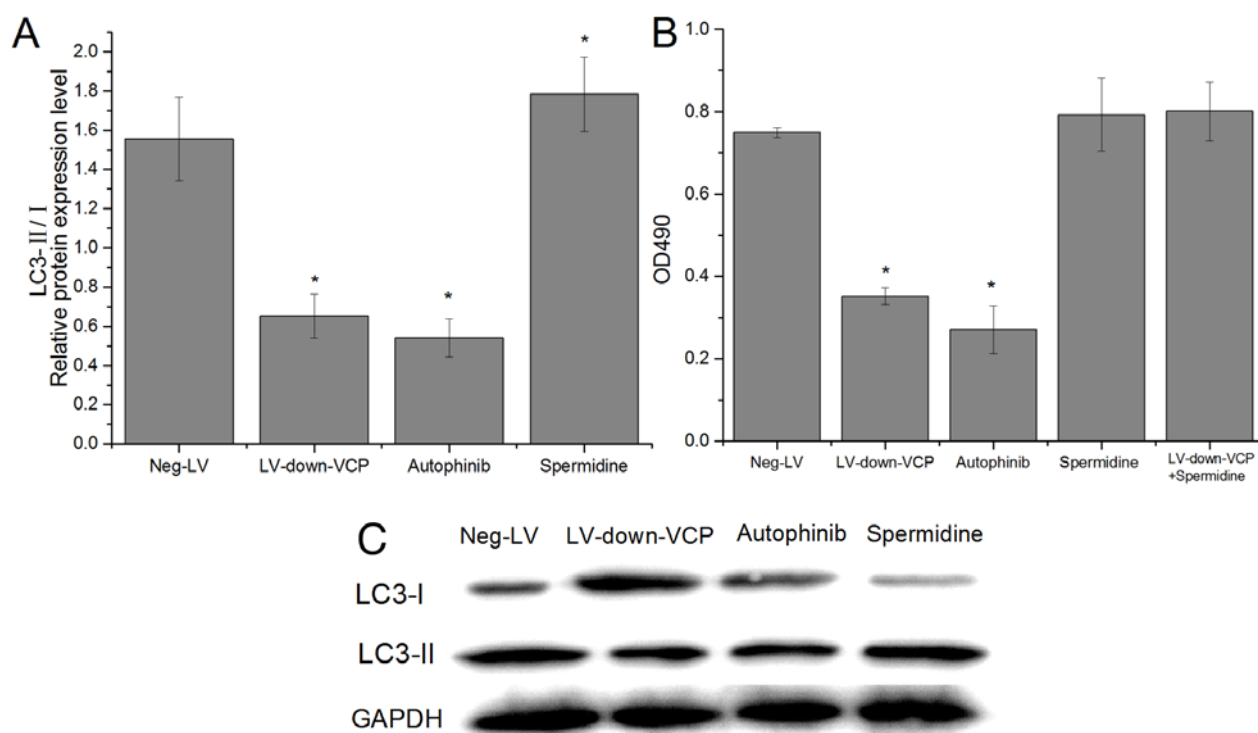 A
LC3-II/ I
Relative protein expression level
2.0
1.8
1.6
1.4
1.2
1.0
0.8
0.6
0.4
0.2
0.0
*
*
*
Neg-LV LV-down-VCP Autophinib Spermidine
B
OD490
1.0
0.8
0.6
0.4
0.2
0.0
*
*
Neg-LV LV-down-VCP Autophinib Spermidine LV-down-VCP
+Spermidine
C
Neg-LV LV-down-VCP Autophinib Spermidine
LC3-I
LC3-II
GAPDH